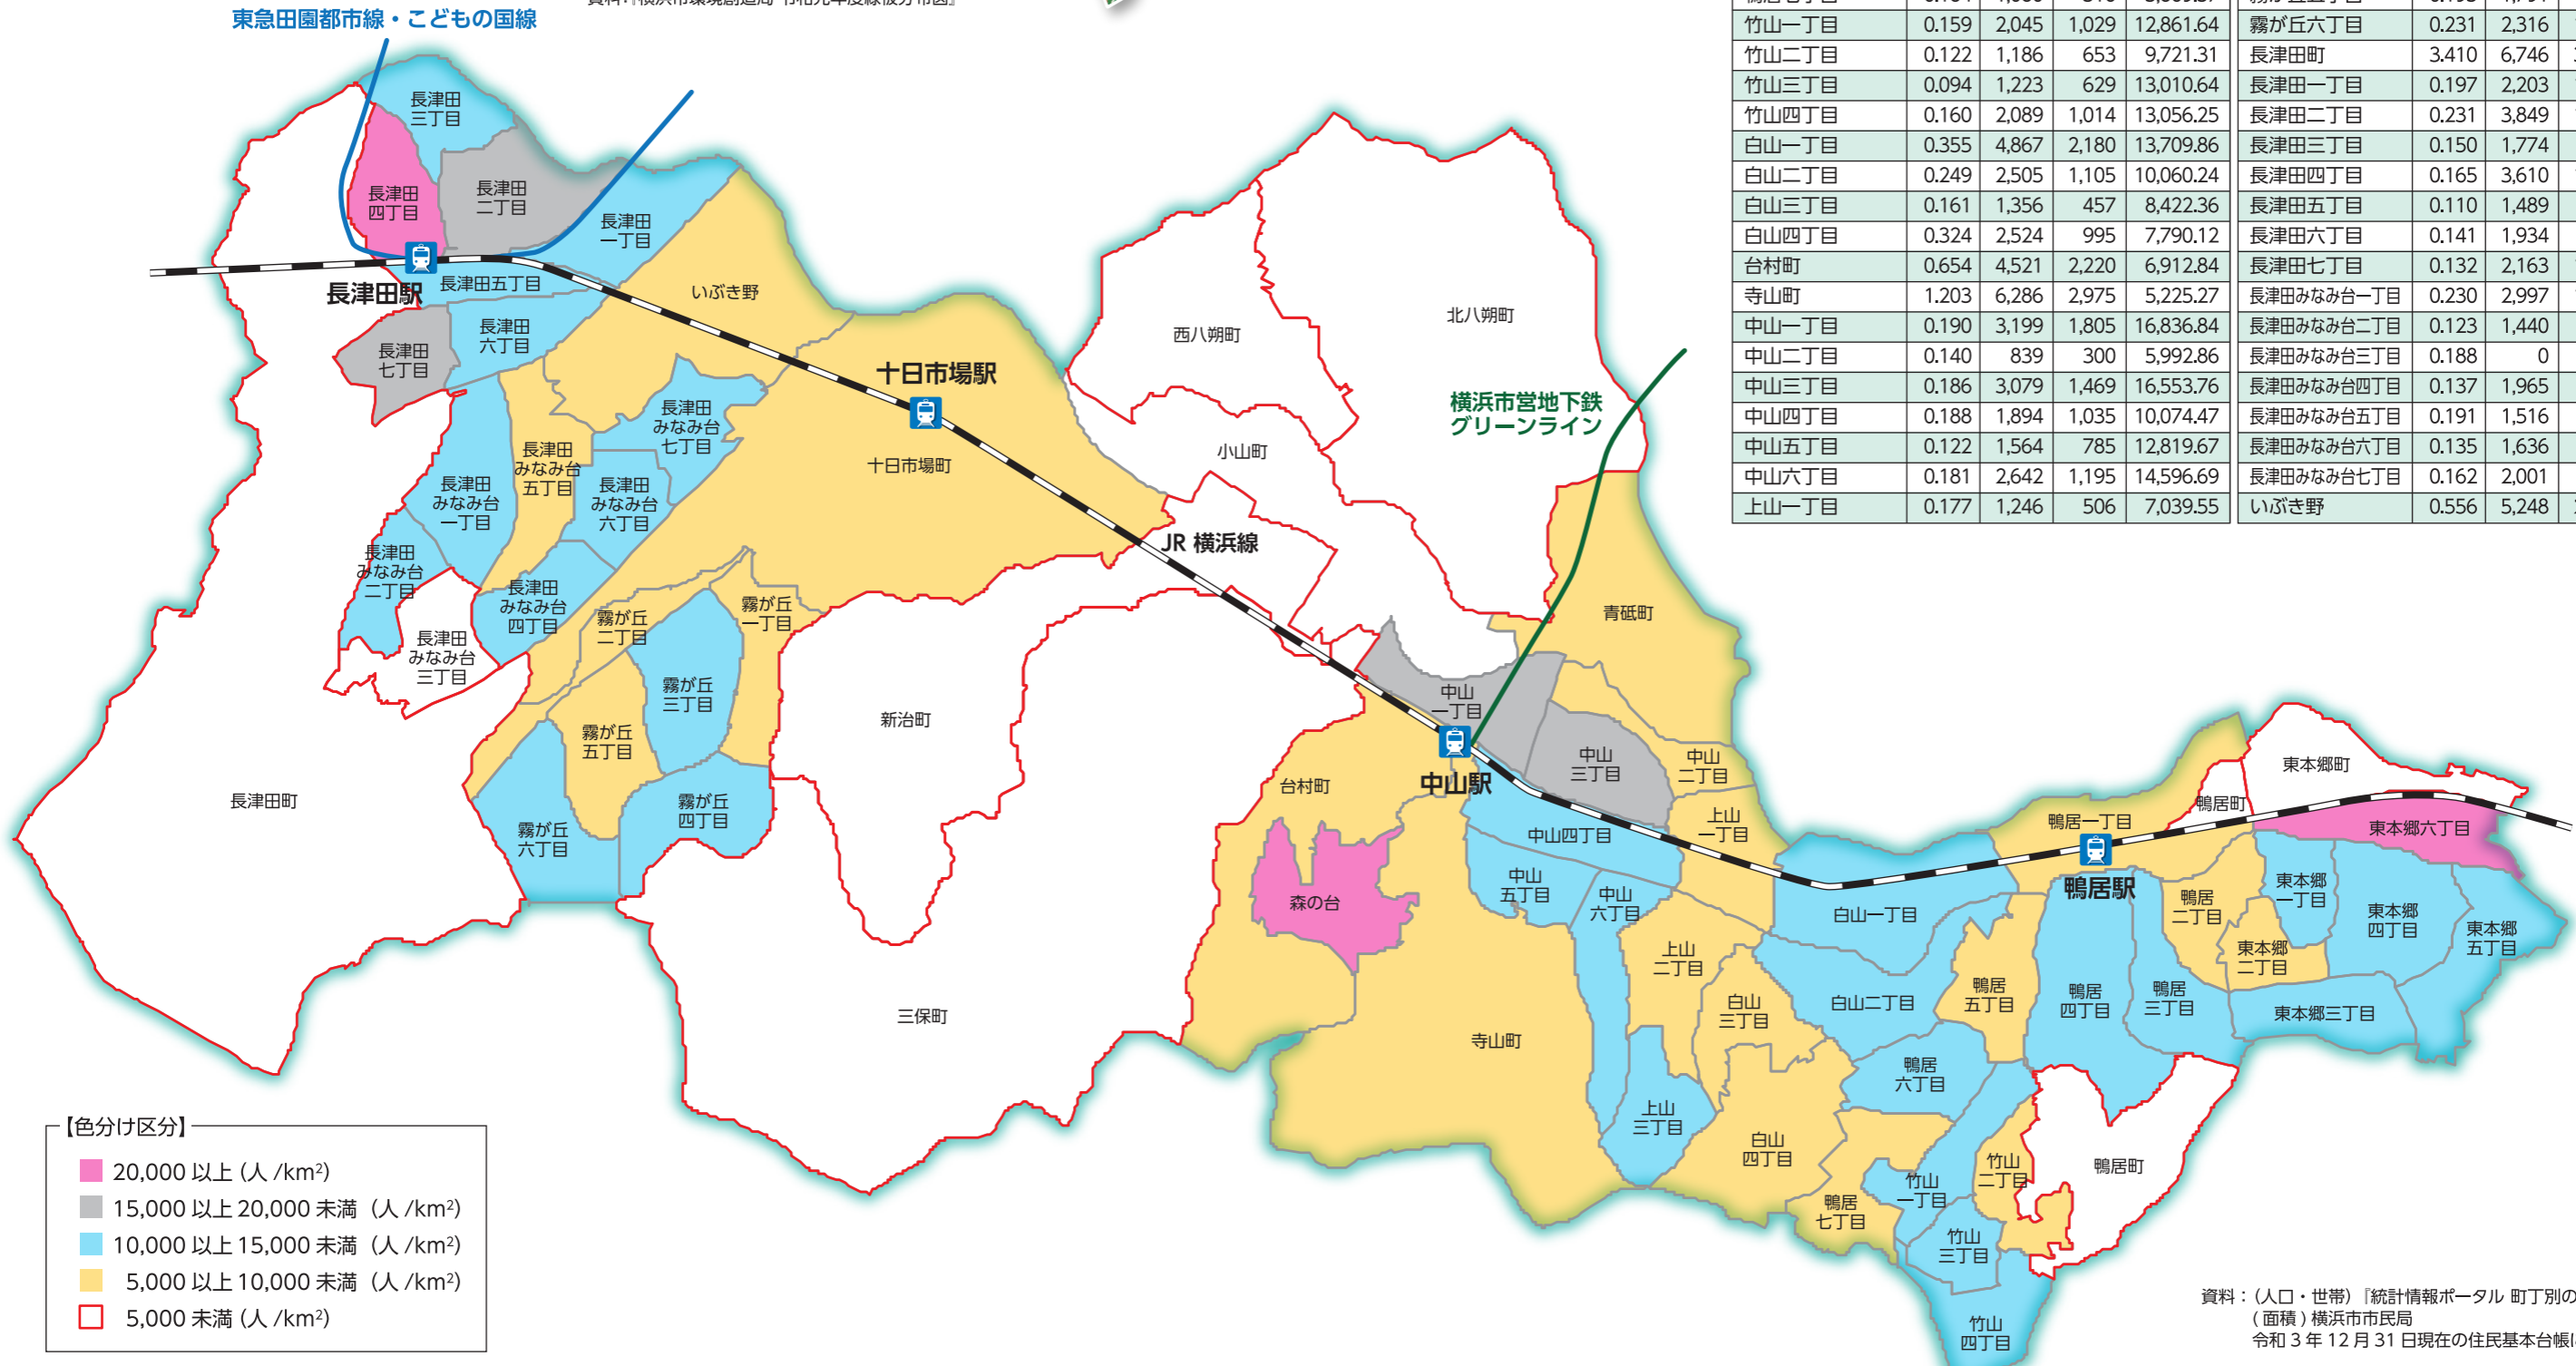 東急田園都市線・こどもの国線
竹山一丁目 0.159 2,045 1,029 12,861.64
竹山二丁目 0.122 1,186 653 9,721.31
竹山三丁目 0.094 1,223 629 13,010.64
竹山四丁目 0.160 2,089 1,014 13,056.25
白山一丁目 0.355 4,867 2,180 13,709.86
白山二丁目 0.249 2,505 1,105 10,060.24
白山三丁目 0.161 1,356 457 8,422.36
白山四丁目 0.324 2,524 995 7,790.12
台村町 0.654 4,521 2,220 6,912.84
寺山町 1.203 6,286 2,975 5,225.27
中山一丁目 0.190 3,199 1,805 16,836.84
中山二丁目 0.140 839 300 5,992.86
中山三丁目 0.186 3,079 1,469 16,553.76
中山四丁目 0.188 1,894 1,035 10,074.47
中山五丁目 0.122 1,564 785 12,819.67
中山六丁目 0.181 2,642 1,195 14,596.69
上山一丁目 0.177 1,246 506 7,039.55
霧が丘六丁目 0.231 2,316
長津田町 3.410 6,746
長津田一丁目 0.197 2,203
長津田二丁目 0.231 3,849
長津田三丁目 0.150 1,774
長津田四丁目 0.165 3,610
長津田五丁目 0.110 1,489
長津田六丁目 0.141 1,934
長津田七丁目 0.132 2,163
長津田みなみ台一丁目 0.230 2,997
長津田みなみ台二丁目 0.123 1,440
長津田みなみ台三丁目 0.188 0
長津田みなみ台四丁目 0.137 1,965
長津田みなみ台五丁目 0.191 1,516
長津田みなみ台六丁目 0.135 1,636
長津田みなみ台七丁目 0.162 2,001
いぶき野 0.556 5,248
長津田
三丁目
長津田
四丁目
長津田
二丁目
長津田
一丁目
長津田駅
長津田五丁目
いぶき野
長津田
六丁目
長津田
七丁目
十日市場駅
十日市場町
長津田
みなみ台
七丁目
長津田
みなみ台
五丁目
長津田
みなみ台
六丁目
長津田
みなみ台
一丁目
長津田
みなみ台
二丁目
長津田
みなみ台
四丁目
長津田
みなみ台
三丁目
西八朔町
北八朔町
小山町
横浜市営地下鉄
グリーンライン
JR 横浜線
青砥町
霧が丘
一丁目
霧が丘
二丁目
霧が丘
三丁目
霧が丘
五丁目
霧が丘
四丁目
霧が丘
六丁目
長津田町
新治町
三保町
台村町
森の台
寺山町
中山
一丁目
中山駅
中山
三丁目
中山
二丁目
上山
一丁目
中山四丁目
中山
五丁目
中山
六丁目
上山
二丁目
上山
三丁目
白山一丁目
白山二丁目
白山
三丁目
白山
四丁目
鴨居一丁目
鴨居駅
鴨居町
東本郷町
東本郷六丁目
鴨居
二丁目
東本郷
一丁目
東本郷
二丁目
東本郷
四丁目
東本郷
五丁目
東本郷三丁目
鴨居
五丁目
鴨居
四丁目
鴨居
三丁目
鴨居
六丁目
鴨居
七丁目
竹山
一丁目
竹山
二丁目
竹山
三丁目
竹山
四丁目
鴨居町
【色分け区分】
20,000 以上 (人 /km²)
15,000 以上 20,000 未満 (人 /km²)
10,000 以上 15,000 未満 (人 /km²)
5,000 以上 10,000 未満 (人 /km²)
5,000 未満 (人 /km²)
資料：(人口・世帯)『統計情報ポータル 町丁別の
(面積) 横浜市市民局
令和 3 年 12 月 31 日現在の住民基本台帳